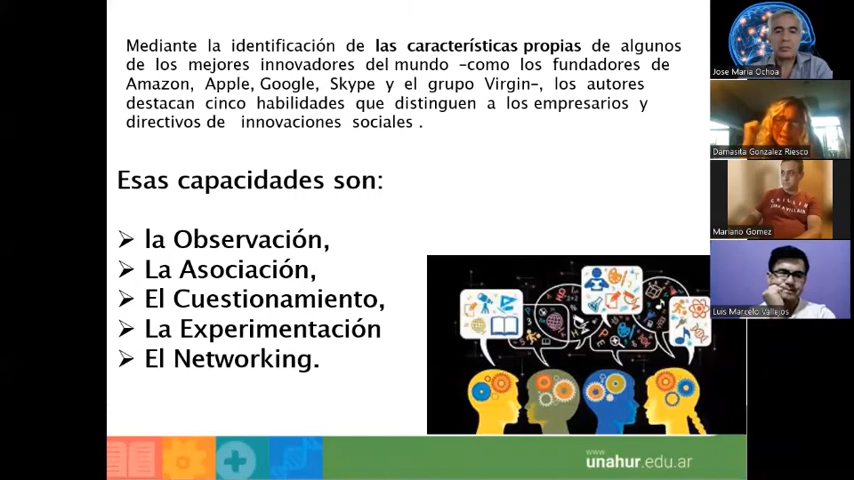 Mediante la identificación de las características propias de algunos
de los mejores innovadores del mundo –como los fundadores de
Amazon, Apple, Google, Skype y el grupo Virgin–, los autores
destacan cinco habilidades que distinguen a los empresarios y
directivos de innovaciones sociales .
Esas capacidades son:
➢ la Observación,
➢ La Asociación,
➢ El Cuestionamiento,
➢ La Experimentación
➢ El Networking.
www
unahur.edu.ar
Jose Maria Ochoa
Damasita Gonzalez Riesco
Mariano Gomez
Luis Marcelo Vallejos